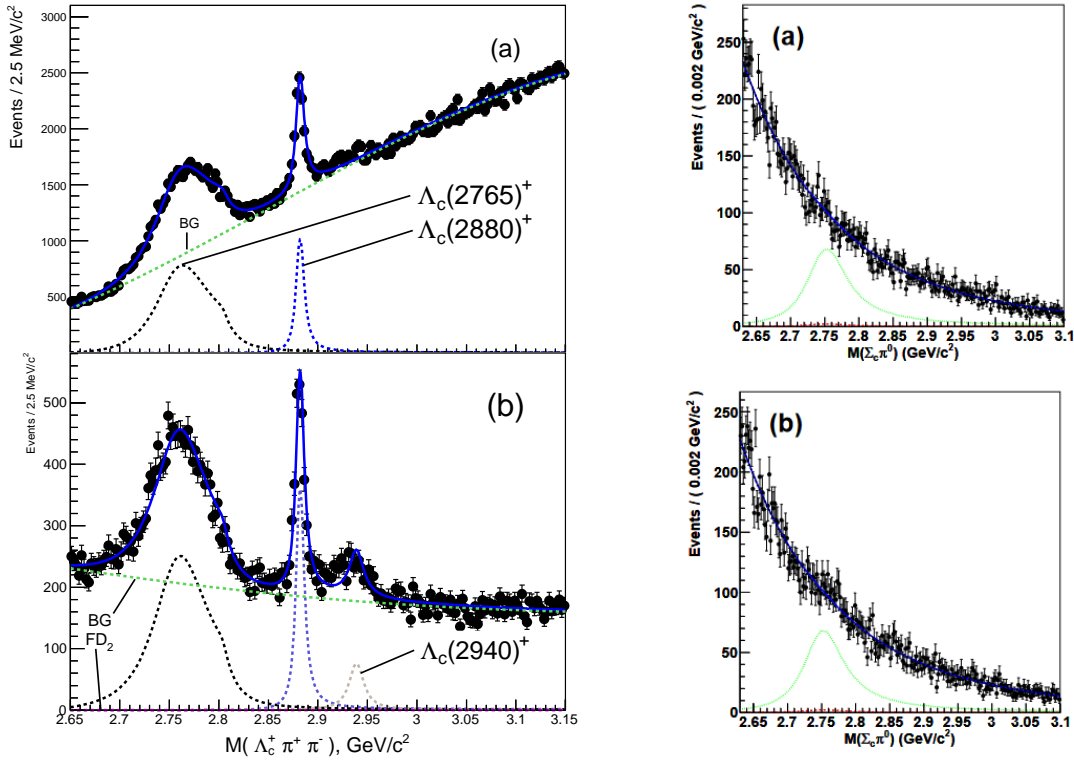 Events / 2.5 MeV/c²
3000
2500
2000
1500
1000
500
(a)
BG
Λc(2765)⁺
Λc(2880)⁺
Events / 2.5 MeV/c²
500
400
300
200
100
0
(b)
BG
FD₂
Λc(2940)⁺
2.65 2.7 2.75 2.8 2.85 2.9 2.95 3 3.05 3.1 3.15
M( Λc⁺ π⁺ π⁻), GeV/c²
Events / ( 0.002 GeV/c² )
250
200
150
100
50
0
(a)
2.65 2.7 2.75 2.8 2.85 2.9 2.95 3 3.05 3.1
M(Σcπ⁰) (GeV/c²)
Events / ( 0.002 GeV/c² )
250
200
150
100
50
0
(b)
2.65 2.7 2.75 2.8 2.85 2.9 2.95 3 3.05 3.1
M(Σcπ⁰) (GeV/c²)